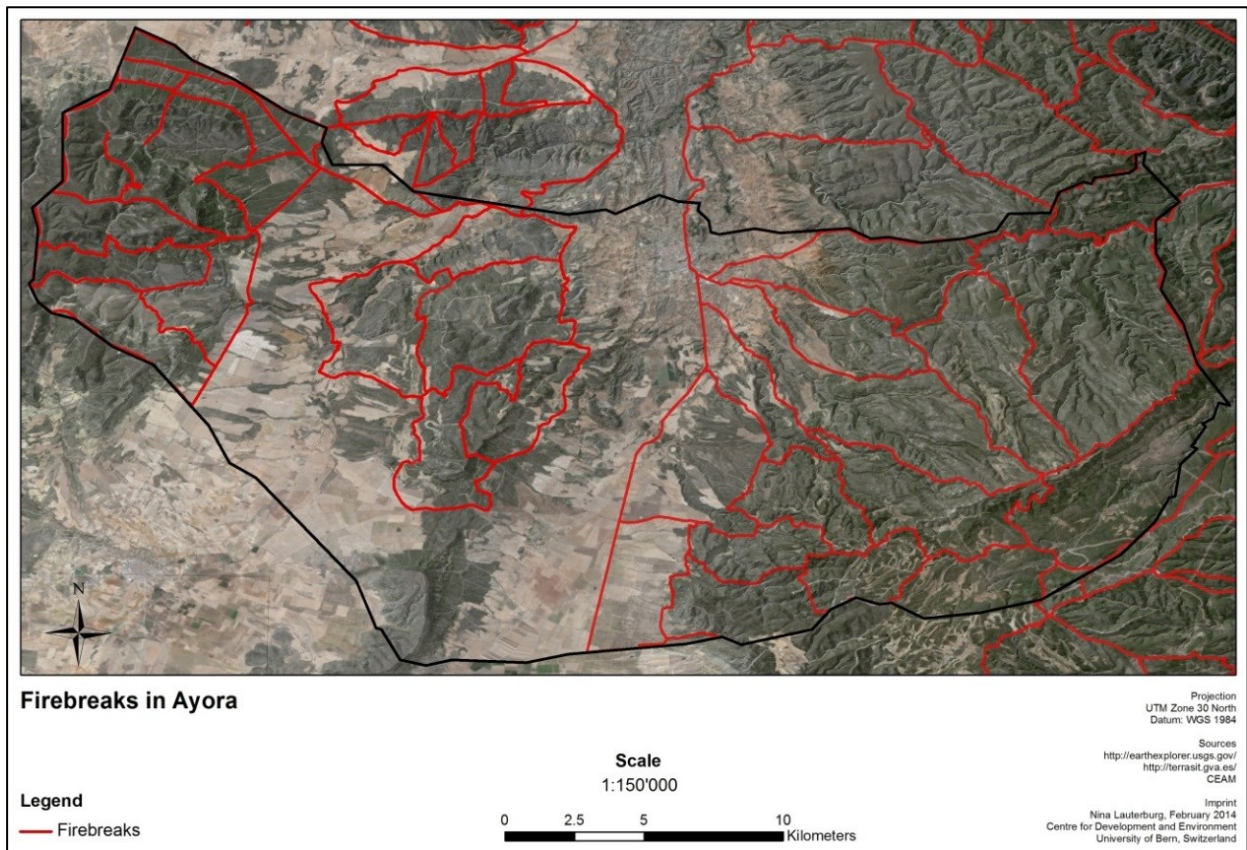 N
Firebreaks in Ayora
Projection
UTM Zone 30 North
Datum: WGS 1984
Sources
http://earthexplorer.usgs.gov/
http://terrasit.gva.es/
CEAM
Scale
1:150'000
Legend
Firebreaks
0 2.5 5 10
Kilometers
Imprint
Nina Lauterburg, February 2014
Centre for Development and Environment
University of Bern, Switzerland